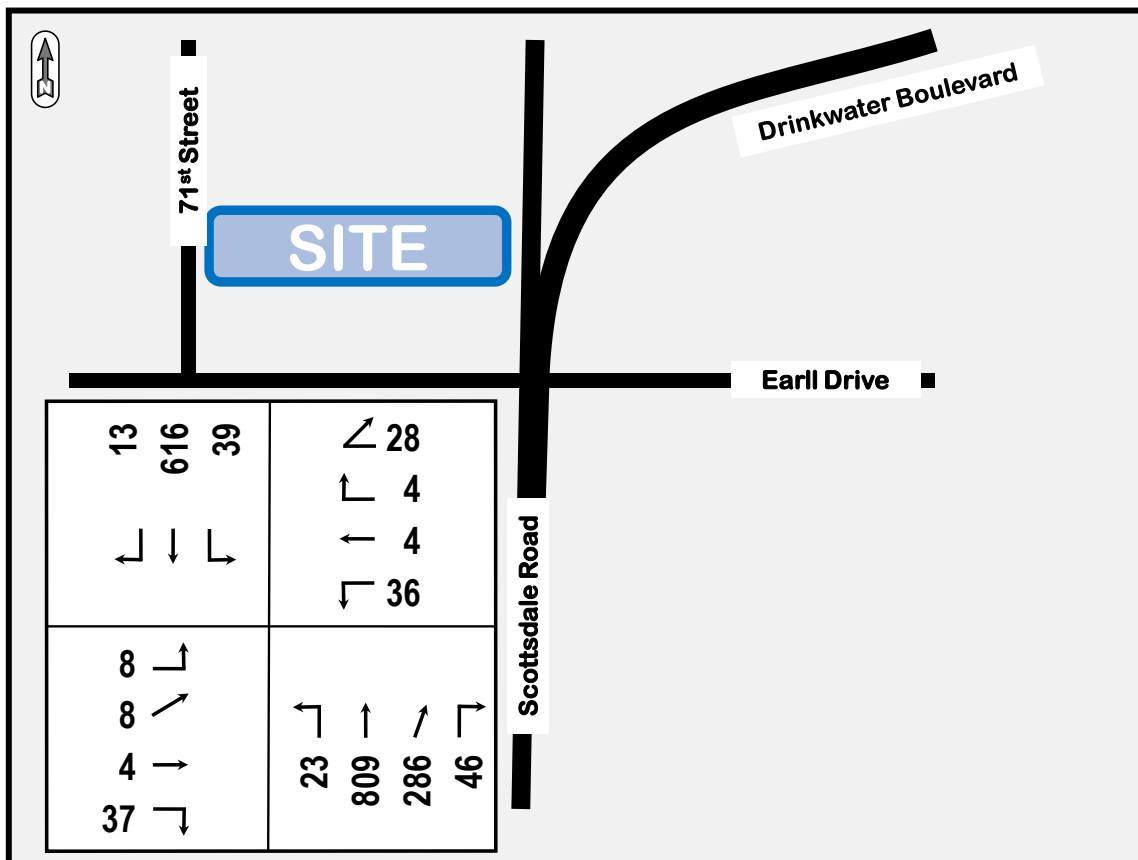 N
71st Street
Drinkwater Boulevard
SITE
Earll Drive
Scottsdale Road
13 616 39
28
4
4
36
8
8
4
37
23 809 286 46